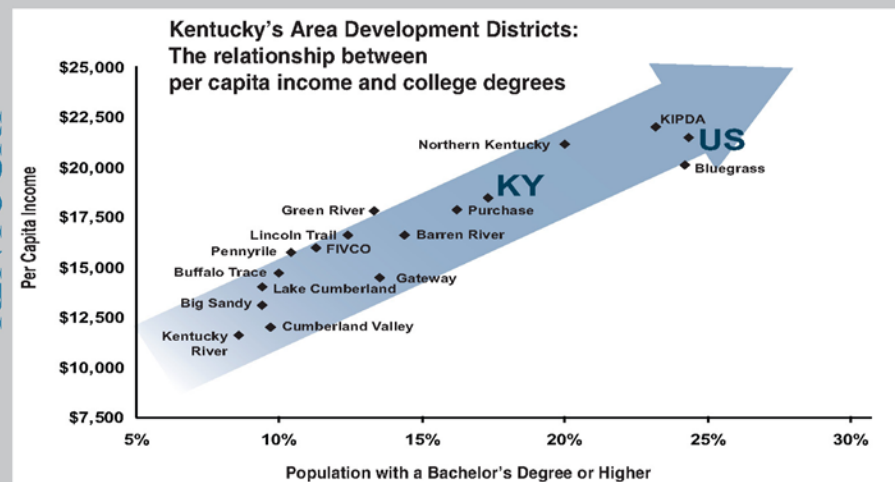 Kentucky's Area Development Districts:
The relationship between
per capita income and college degrees
$25,000
$22,500
$20,000
$17,500
$15,000
$12,500
$10,000
$7,500
Per Capita Income
KIPDA
US
Northern Kentucky
Bluegrass
KY
Green River
Purchase
Lincoln Trail
Barren River
Pennyrile
FIVCO
Buffalo Trace
Gateway
Lake Cumberland
Big Sandy
Cumberland Valley
Kentucky
River
5%
10%
15%
20%
25%
30%
Population with a Bachelor's Degree or Higher